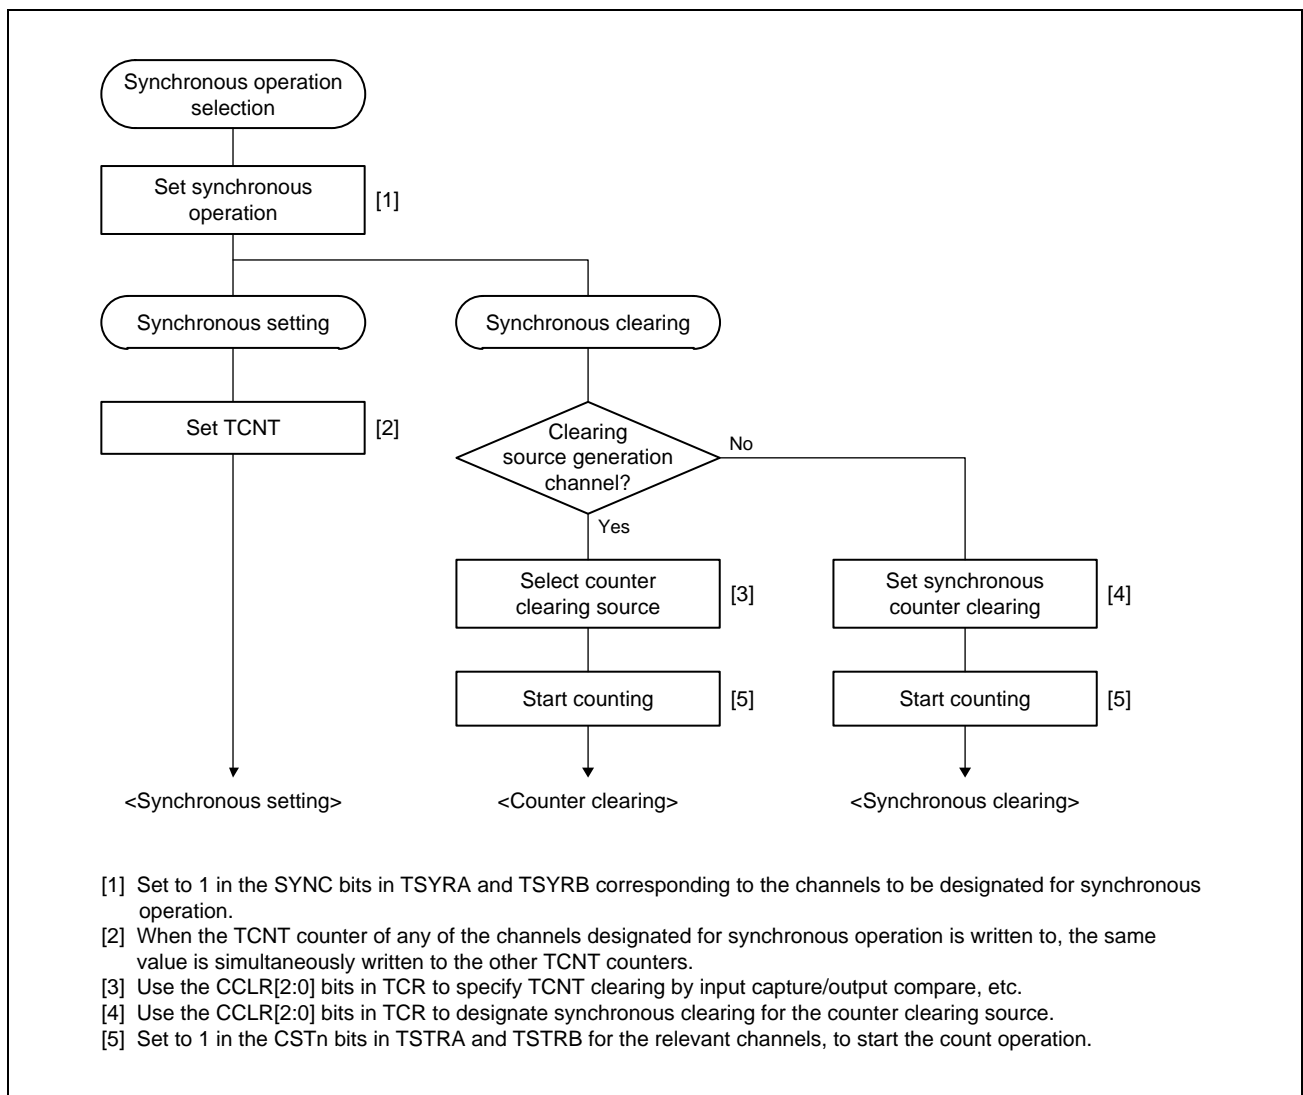 Synchronous operation
selection
Set synchronous
operation
[1]
Synchronous setting
Synchronous clearing
Set TCNT
[2]
Clearing
source generation
channel?
No
Yes
Select counter
clearing source
[3]
Set synchronous
counter clearing
[4]
Start counting
[5]
Start counting
[5]
<Synchronous setting>
<Counter clearing>
<Synchronous clearing>
[1] Set to 1 in the SYNC bits in TSYRA and TSYRB corresponding to the channels to be designated for synchronous
operation.
[2] When the TCNT counter of any of the channels designated for synchronous operation is written to, the same
value is simultaneously written to the other TCNT counters.
[3] Use the CCLR[2:0] bits in TCR to specify TCNT clearing by input capture/output compare, etc.
[4] Use the CCLR[2:0] bits in TCR to designate synchronous clearing for the counter clearing source.
[5] Set to 1 in the CSTn bits in TSTRA and TSTRB for the relevant channels, to start the count operation.